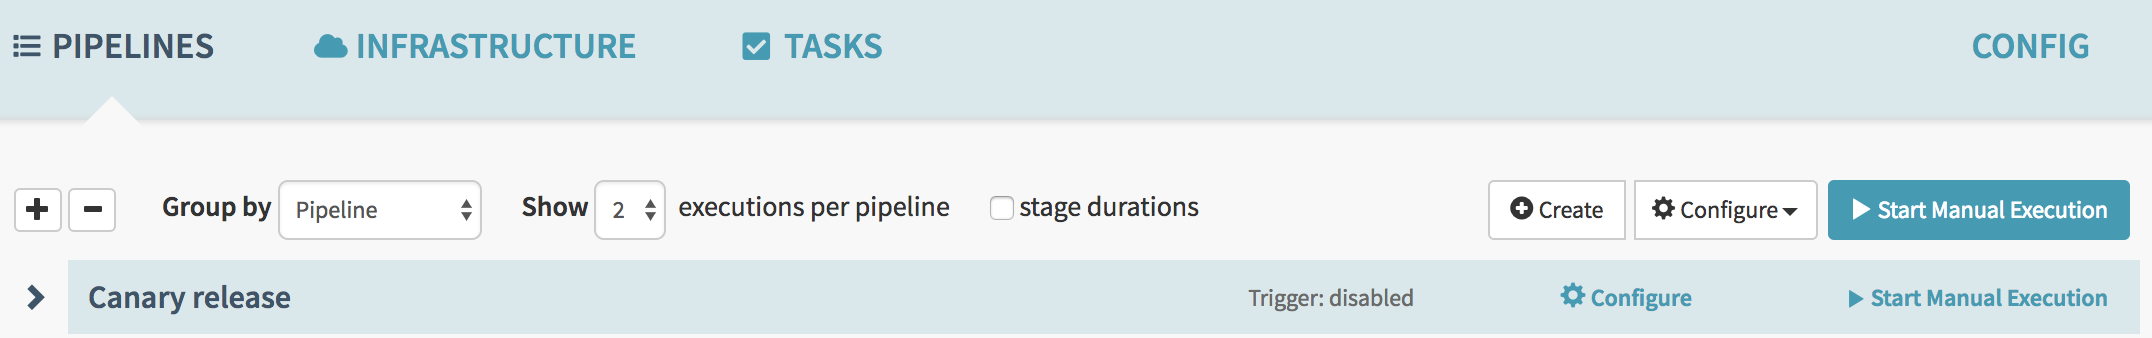 PIPELINES INFRASTRUCTURE TASKS CONFIG
Group by Pipeline Show 2 executions per pipeline stage durations Create Configure Start Manual Execution
Canary release Trigger: disabled Configure Start Manual Execution